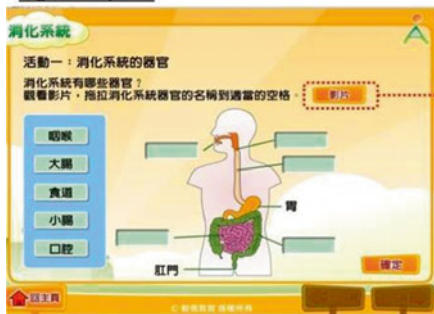 消化系統
活動一：消化系統的器官
消化系統有哪些器官？
觀看影片，拖拉消化系統器官的名稱到適當的空格。
影片
咽喉
大腸
食道
小腸
口腔
胃
肛門
確定
回主頁